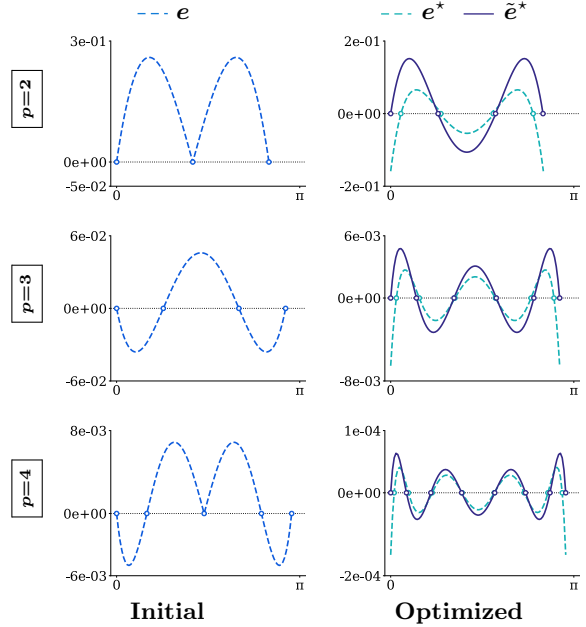 e e* ẽ*
p=2
3e-01
0e+00
-5e-02
0 π
2e-01
0e+00
-2e-01
0 π
p=3
6e-02
0e+00
-6e-02
0 π
6e-03
0e+00
-8e-03
0 π
p=4
8e-03
0e+00
-6e-03
0 π
1e-04
0e+00
-2e-04
0 π
Initial Optimized